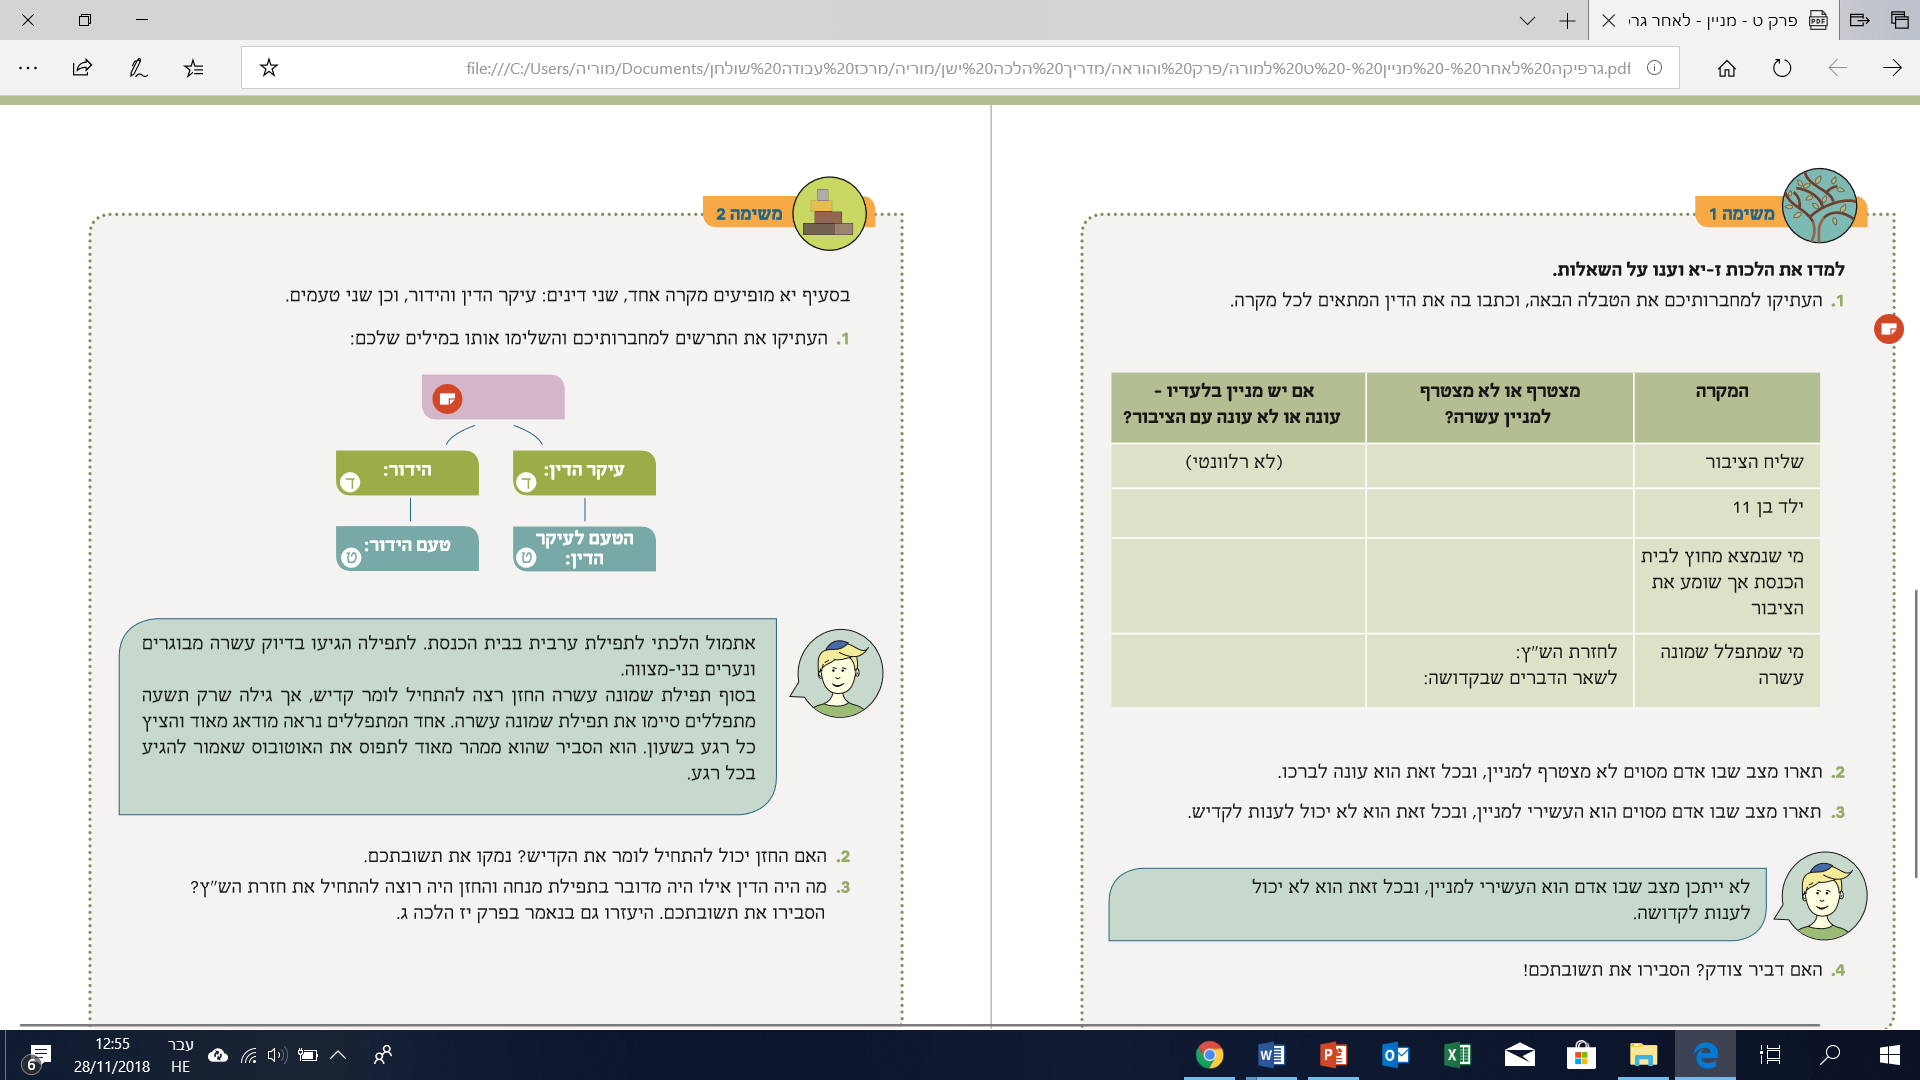 פרק ט - מניין - לאחר גרפ
file:///C:/Users/מוריה/Documents/שולחן%20עבודה/מרכז%20מוריה/ישן%20הלכה%20מדריך/והוראה%20פרק/למורה%20ט%20-%20מניין%20-%20לאחר%20גרפיקה.pdf
משימה 1
למדו את הלכות ז-יא וענו על השאלות.
1. העתיקו למחברותיכם את הטבלה הבאה, וכתבו בה את הדין המתאים לכל מקרה.
המקרה
מצטרף או לא מצטרף
למניין עשרה?
אם יש מניין בלעדיו -
עונה או לא עונה עם הציבור?
שליח הציבור
(לא רלוונטי)
ילד בן 11
מי שנמצא מחוץ לבית
הכנסת אך שומע את
הציבור
מי שמתפלל שמונה
עשרה
לחזרת הש"ץ:
לשאר הדברים שבקדושה:
2. תארו מצב שבו אדם מסוים לא מצטרף למניין, ובכל זאת הוא עונה לברכו.
3. תארו מצב שבו אדם מסוים הוא העשירי למניין, ובכל זאת הוא לא יכול לענות לקדיש.
לא ייתכן מצב שבו אדם הוא העשירי למניין, ובכל זאת הוא לא יכול
לענות לקדושה.
4. האם דביר צודק? הסבירו את תשובתכם!
משימה 2
בסעיף יא מופיעים מקרה אחד, שני דינים: עיקר הדין והידור, וכן שני טעמים.
1. העתיקו את התרשים למחברותיכם והשלימו אותו במילים שלכם:
עיקר הדין:
ד
הידור:
ד
הטעם לעיקר
הדין:
ט
טעם הידור:
ט
אתמול הלכתי לתפילת ערבית בבית הכנסת. לתפילה הגיעו בדיוק עשרה מבוגרים
ונערים בני-מצווה.
בסוף תפילת שמונה עשרה החזן רצה להתחיל לומר קדיש, אך גילה שרק תשעה
מתפללים סיימו את תפילת שמונה עשרה. אחד המתפללים נראה מודאג מאוד והציץ
כל רגע בשעון. הוא הסביר שהוא ממהר מאוד לתפוס את האוטובוס שאמור להגיע
בכל רגע.
2. האם החזן יכול להתחיל לומר את הקדיש? נמקו את תשובתכם.
3. מה היה הדין אילו היה מדובר בתפילת מנחה והחזן היה רוצה להתחיל את חזרת הש"ץ?
הסבירו את תשובתכם. היעזרו גם בנאמר בפרק יז הלכה ג.
12:55
28/11/2018
עבר
HE
6